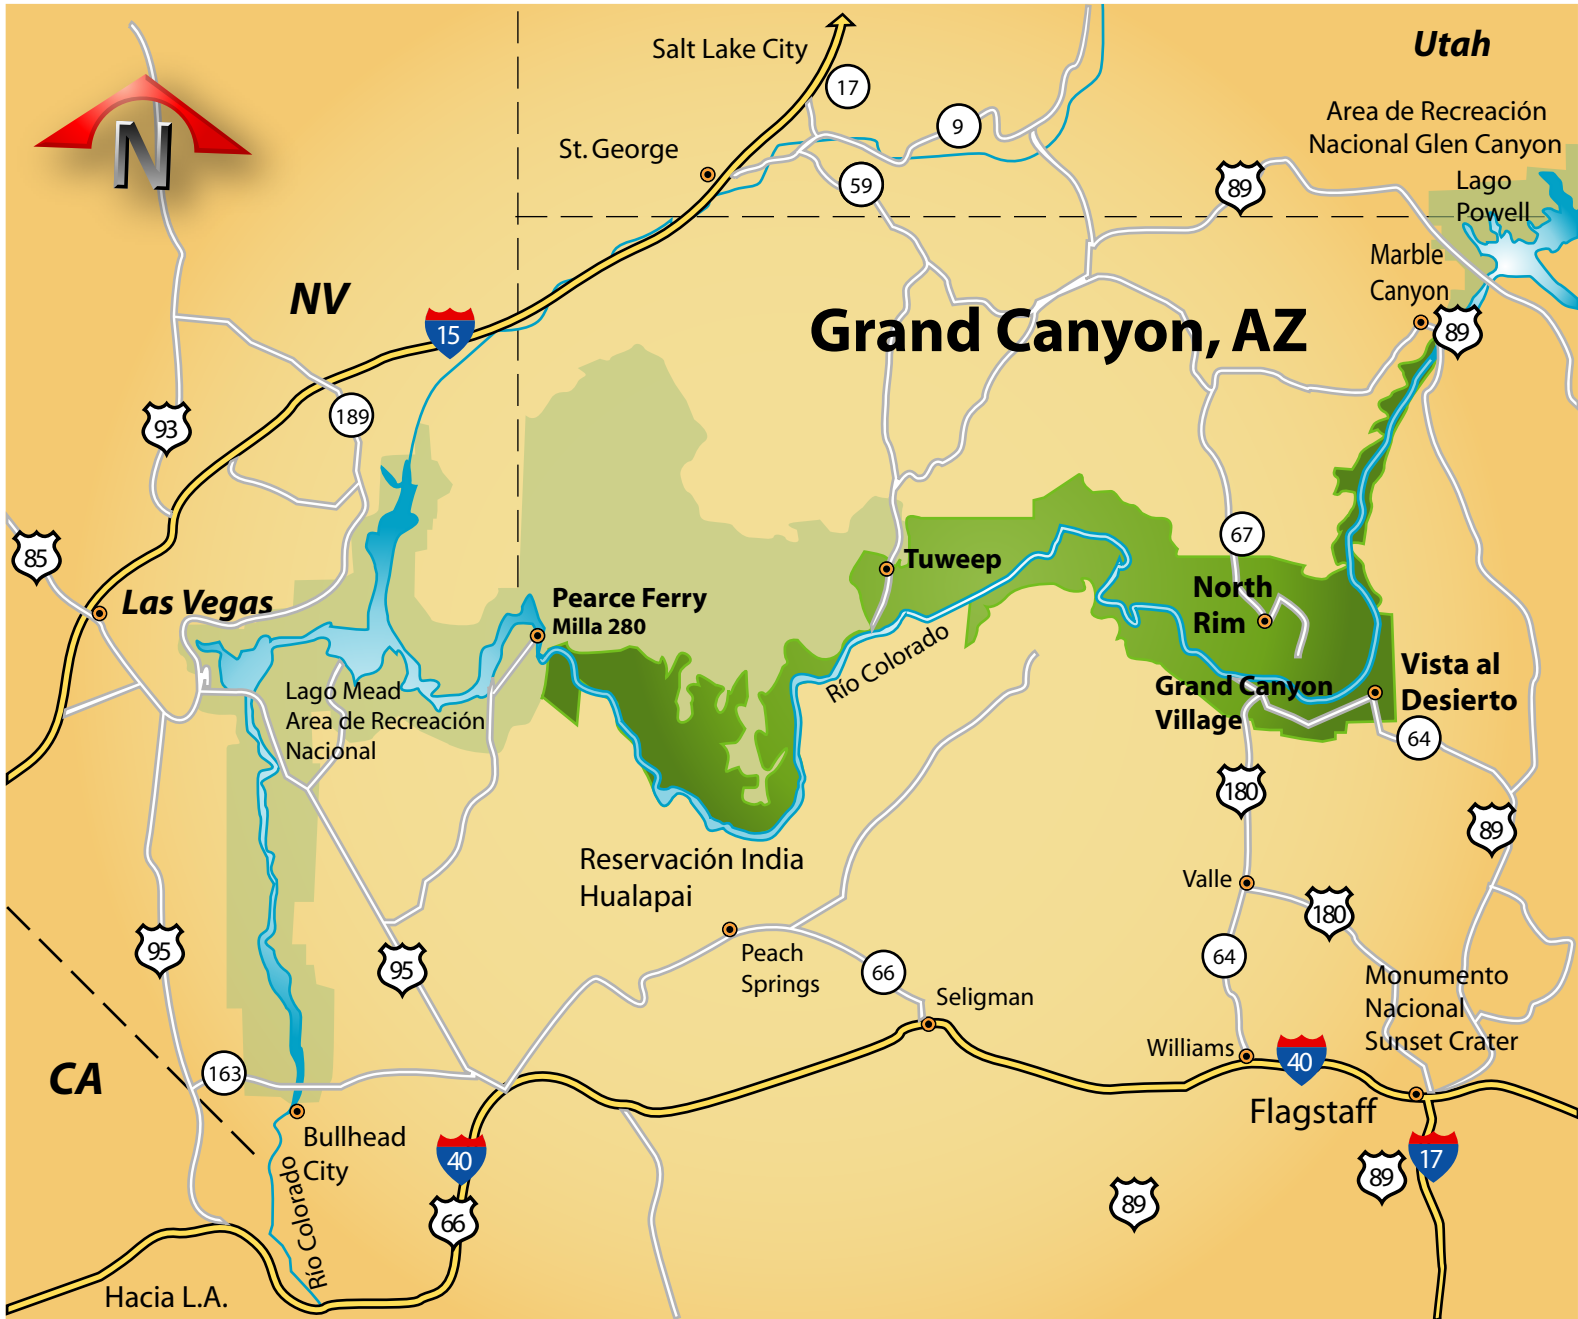 Utah
Salt Lake City
17
9
Area de Recreación
Nacional Glen Canyon
N
St. George
59
89
Lago
Powell
Marble
Canyon
NV
15
Grand Canyon, AZ
89
93
189
85
67
Las Vegas
Tuweep
Pearce Ferry
Milla 280
North
Rim
Río Colorado
Vista al
Desierto
Grand Canyon
Village
Lago Mead
Area de Recreación
Nacional
64
180
89
Reservación India
Hualapai
Valle
180
95
95
Peach
Springs
66
64
Seligman
Monumento
Nacional
Sunset Crater
Williams
40
CA
163
Flagstaff
Bullhead
City
40
17
89
89
66
Río Colorado
Hacia L.A.